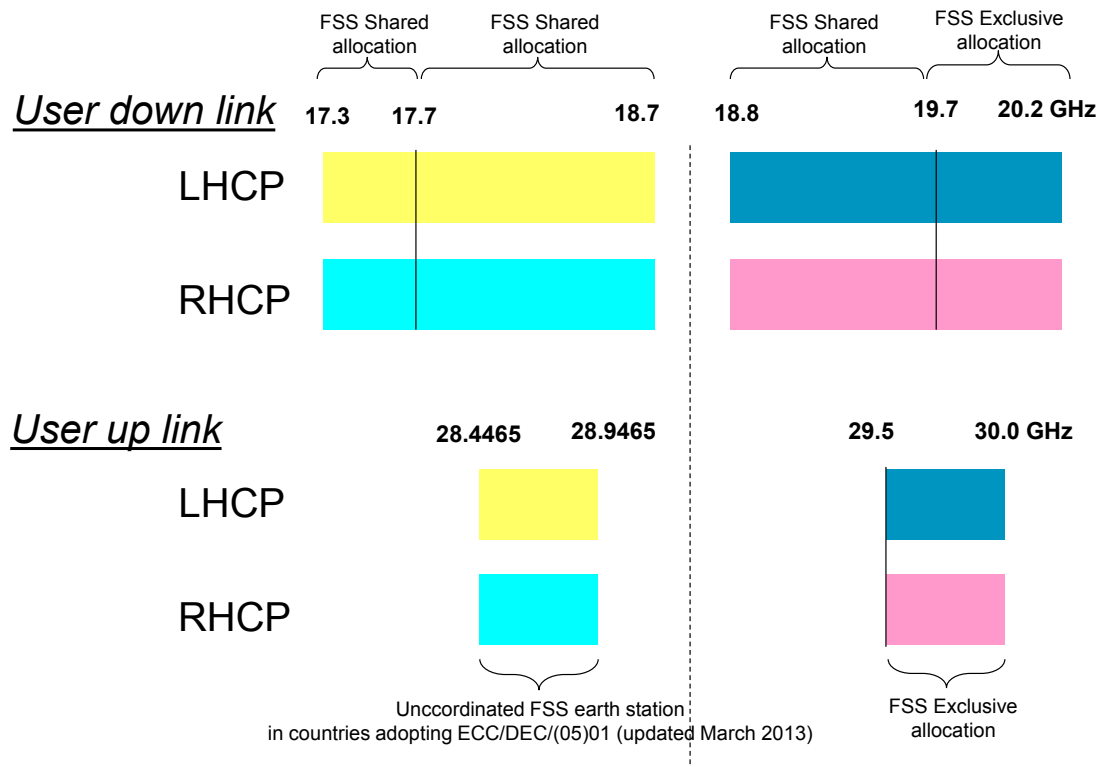 FSS Shared allocation
FSS Shared allocation
FSS Shared allocation
FSS Exclusive allocation
User down link
17.3
17.7
18.7
18.8
19.7
20.2 GHz
LHCP
RHCP
User up link
28.4465
28.9465
29.5
30.0 GHz
LHCP
RHCP
Unccordinated FSS earth station
in countries adopting ECC/DEC/(05)01 (updated March 2013)
FSS Exclusive
allocation